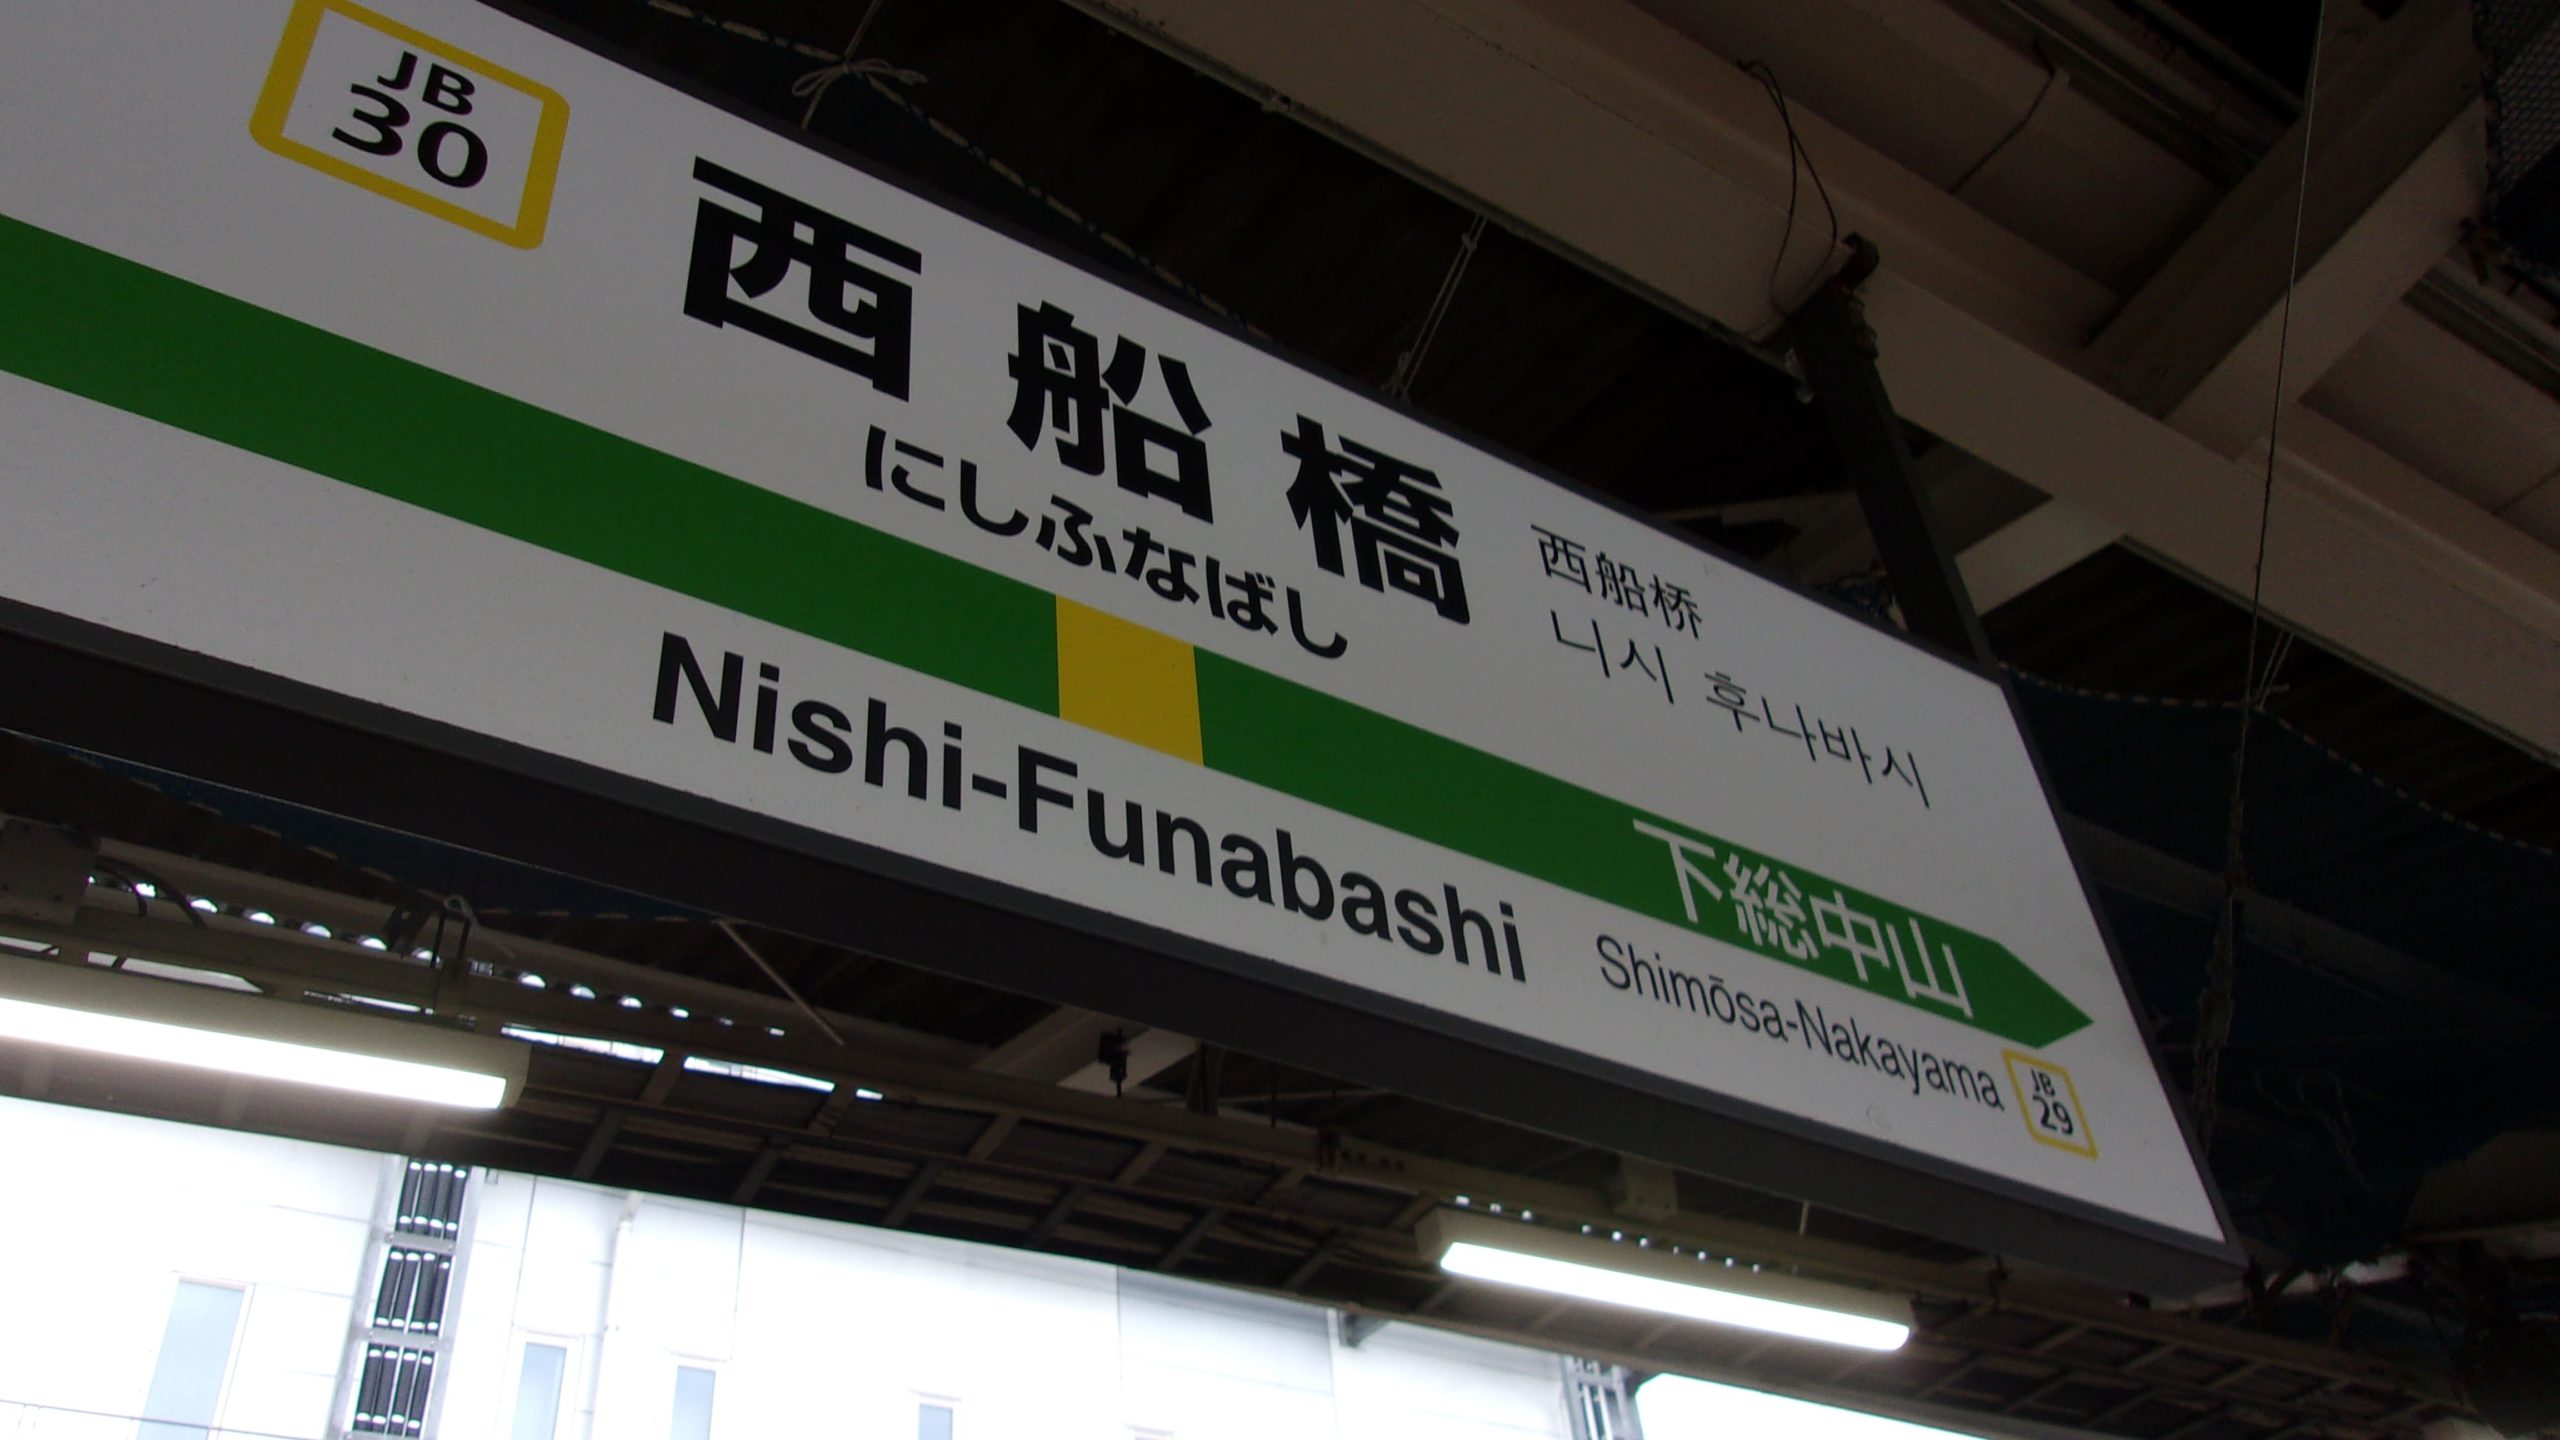 JB
30
西船橋
にしふなばし
西船桥
니시 후나바시
Nishi-Funabashi
下総中山
Shimōsa-Nakayama
JB
29